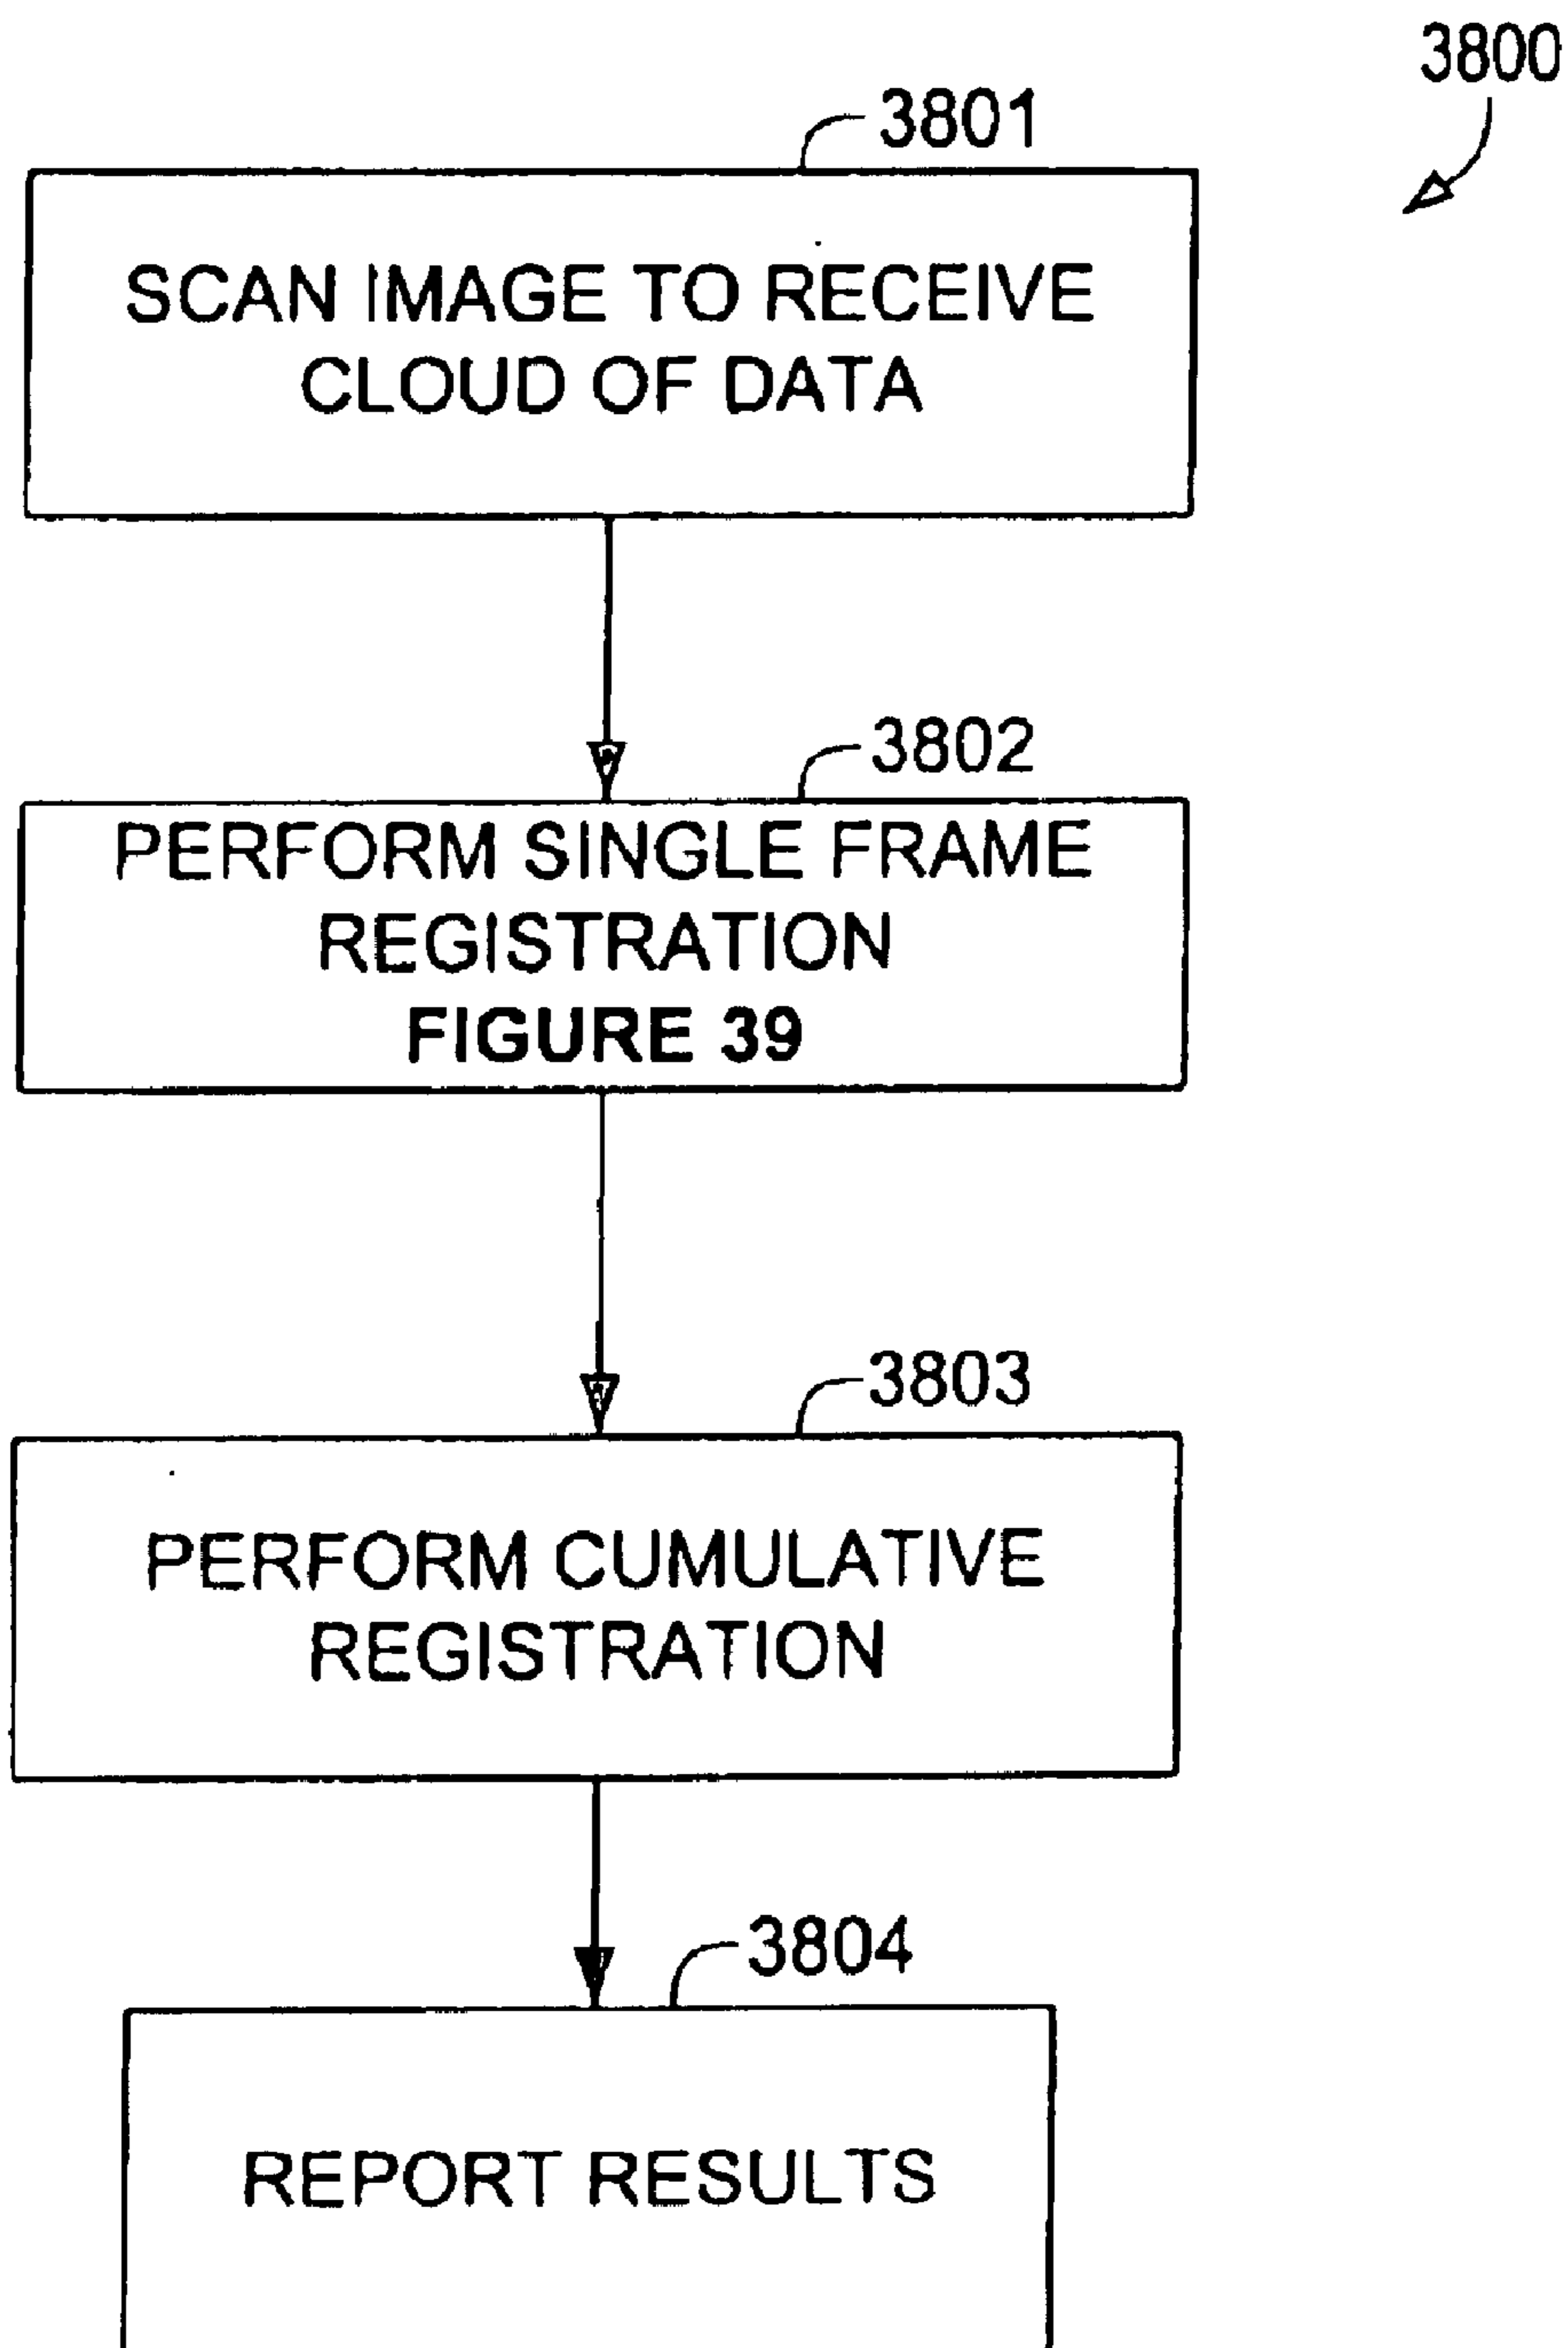 3800
3801
SCAN IMAGE TO RECEIVE
CLOUD OF DATA
3802
PERFORM SINGLE FRAME
REGISTRATION
FIGURE 39
3803
PERFORM CUMULATIVE
REGISTRATION
3804
REPORT RESULTS